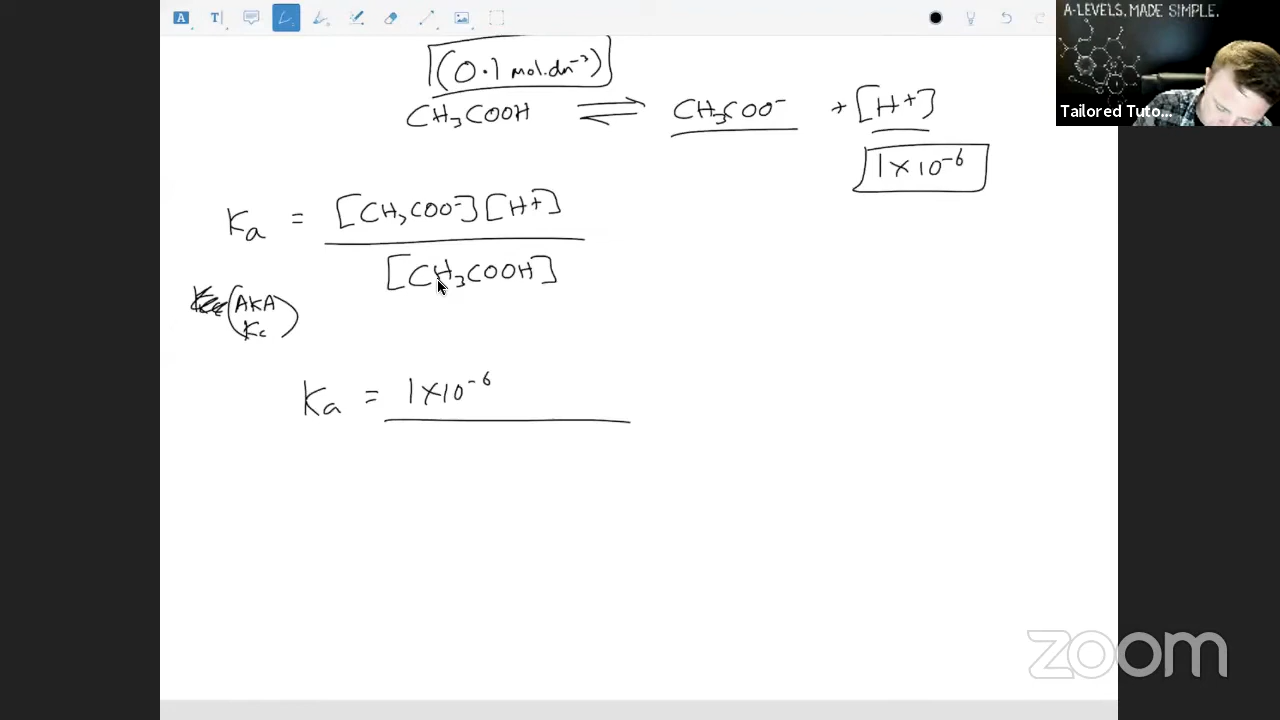 A-LEVELS. MADE SIMPLE.
Tailored Tuto...
(0.1 mol.dm⁻³)
CH₃COOH ⇌ CH₃COO⁻ + [H+]
1×10⁻⁶
Ka = [CH₃COO⁻][H+]
[CH₃COOH]
(AKA
Kc)
Ka = 1×10⁻⁶
zoom